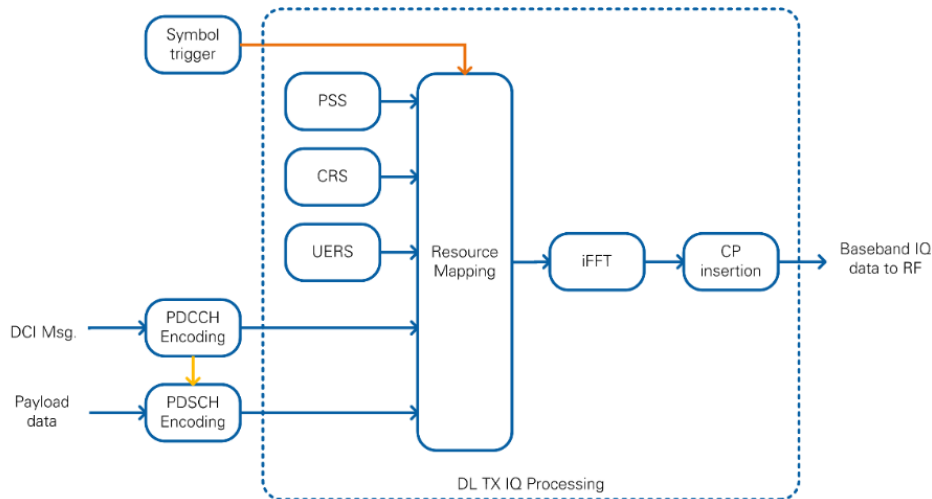 Symbol
trigger
PSS
CRS
UERS
Resource
Mapping
iFFT
CP
insertion
Baseband IQ
data to RF
DCI Msg.
PDCCH
Encoding
Payload
data
PDSCH
Encoding
DL TX IQ Processing